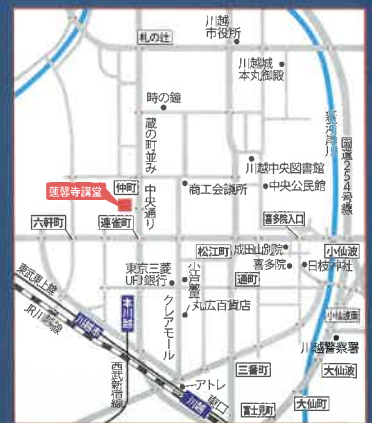 川越
市役所
札の辻
川越城
本丸御殿
時の鐘
蔵の町並み
新河岸川
国道254号線
川越中央図書館
仲町
中央通り
商工会議所
中央公民館
蓮馨寺講堂
六軒町
連雀町
喜多院入口
松江町
成田山別院
小仙波
東京三菱
UFJ銀行
小江戸蔵里
通町
喜多院
日枝神社
東武東上線
JR川越線
本川越
クレアモール
丸広百貨店
小仙波南
川越市
川越警察署
西武新宿線
三番町
大仙波
アトレ
川越
東口
富士見町
大仙町